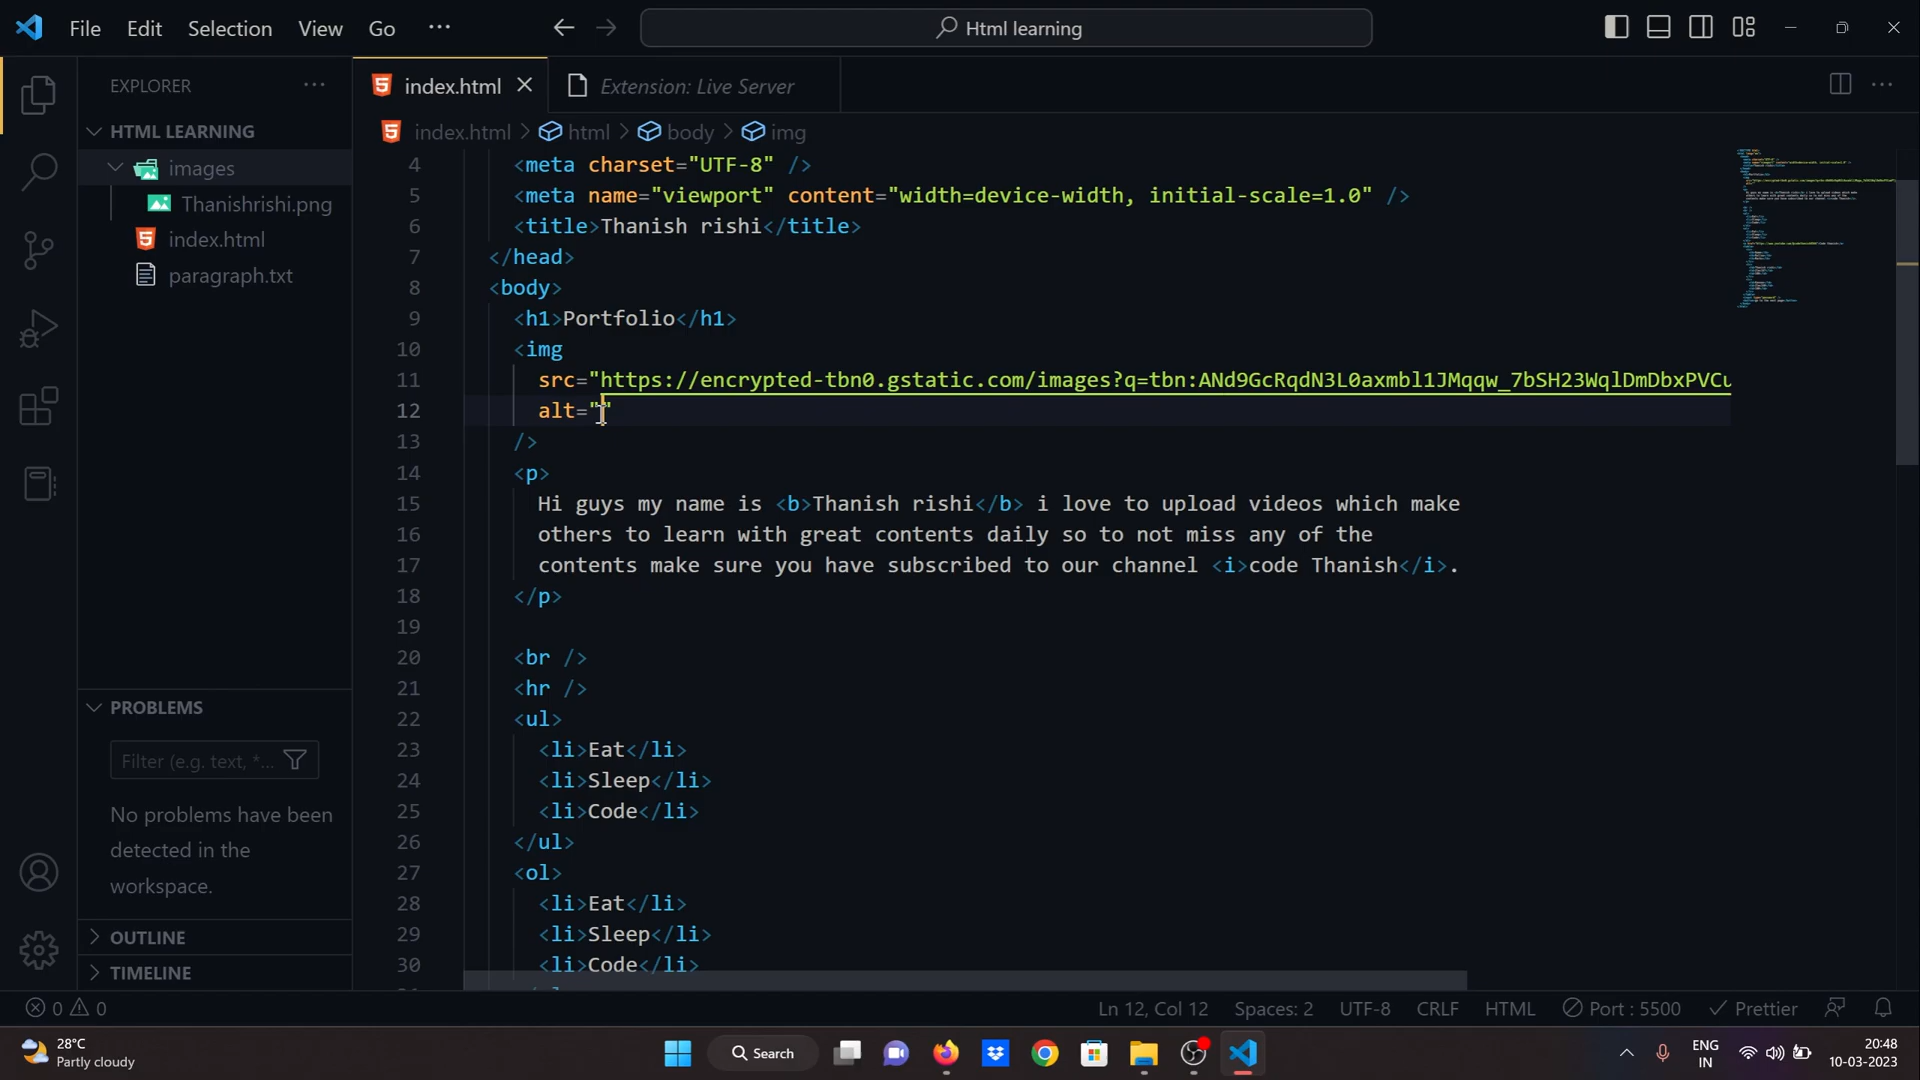 File Edit Selection View Go ··· Html learning
EXPLORER ···
index.html
Extension: Live Server
···
HTML LEARNING
images
Thanishrishi.png
index.html
paragraph.txt
index.html > html > body > img
4 <meta charset="UTF-8" />
5 <meta name="viewport" content="width=device-width, initial-scale=1.0" />
6 <title>Thanish rishi</title>
7 </head>
8 <body>
9 <h1>Portfolio</h1>
10 <img
11 src="https://encrypted-tbn0.gstatic.com/images?q=tbn:ANd9GcRqdN3L0axmbl1JMqqw_7bSH23WqlDmDbxPVCu
12 alt=""
13 />
14 <p>
15 Hi guys my name is <b>Thanish rishi</b> i love to upload videos which make
16 others to learn with great contents daily so to not miss any of the
17 contents make sure you have subscribed to our channel <i>code Thanish</i>.
18 </p>
19
20 <br />
21 <hr />
22 <ul>
23 <li>Eat</li>
24 <li>Sleep</li>
25 <li>Code</li>
26 </ul>
27 <ol>
28 <li>Eat</li>
29 <li>Sleep</li>
30 <li>Code</li>
PROBLEMS
Filter (e.g. text, *...
No problems have been
detected in the
workspace.
OUTLINE
TIMELINE
0 0 Ln 12, Col 12 Spaces: 2 UTF-8 CRLF HTML Port : 5500 Prettier
28°C
Partly cloudy
Search
ENG
IN
20:48
10-03-2023